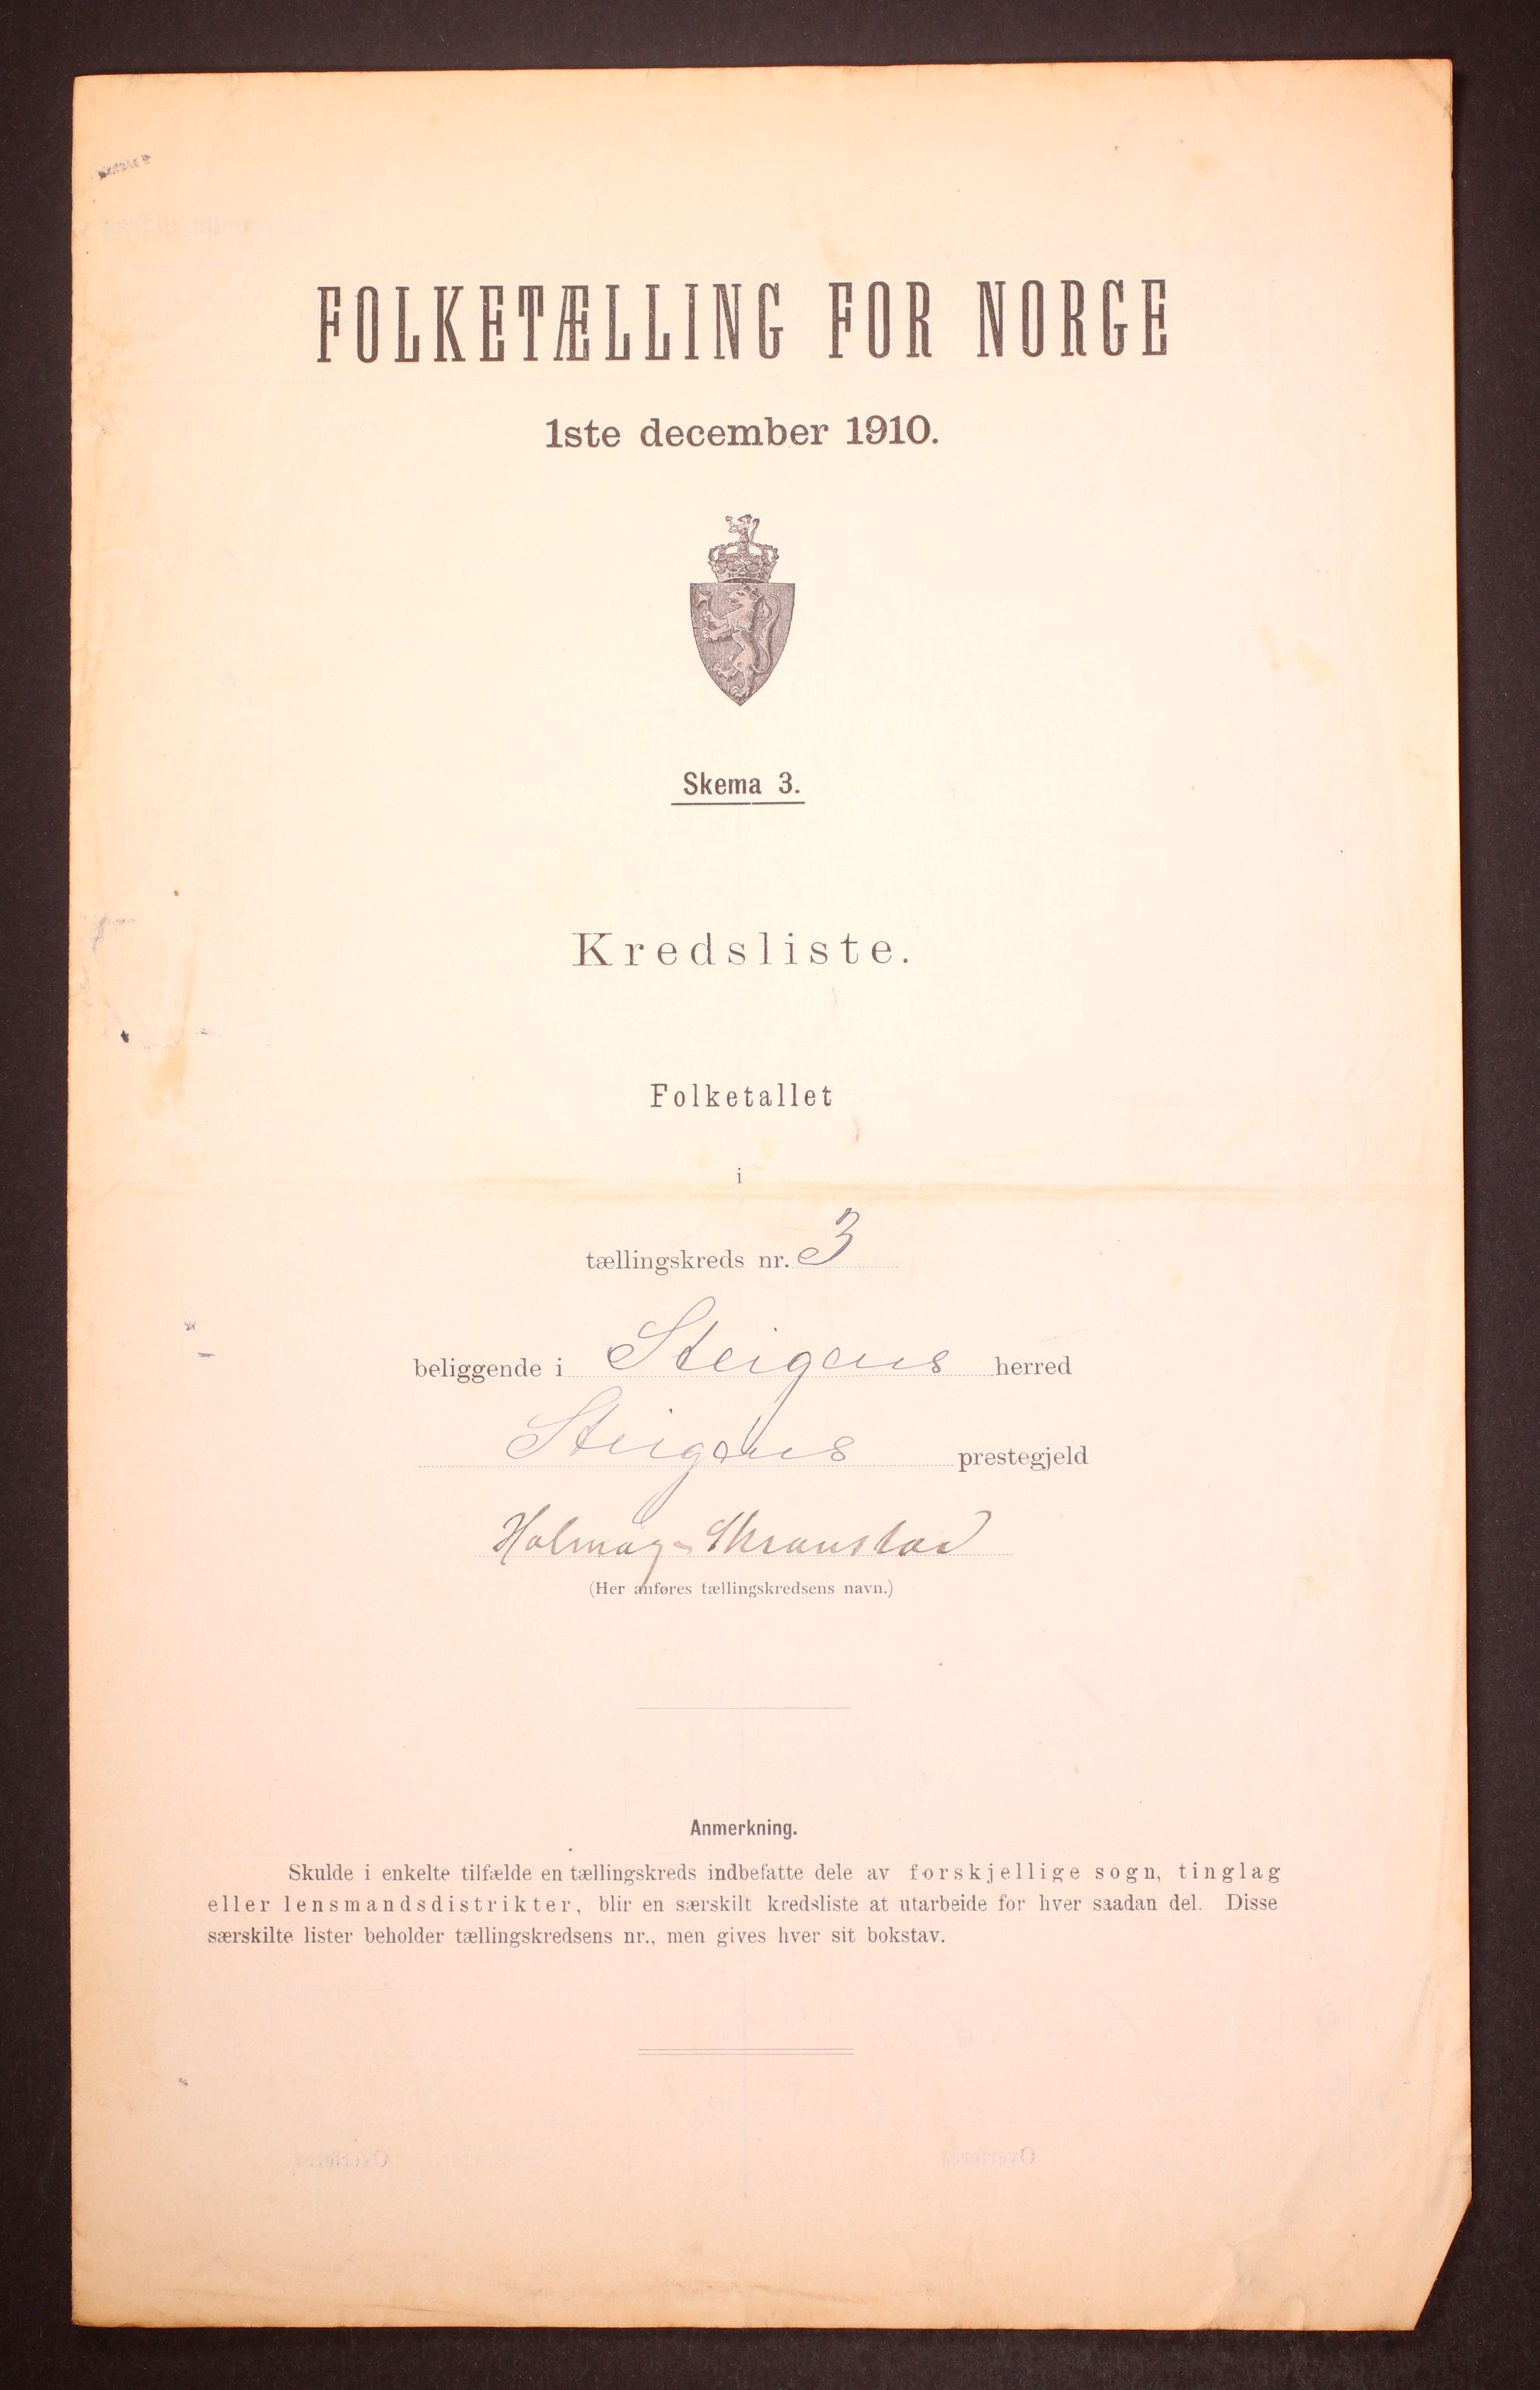 FOLKETÆLLING FOR NORGE
1ste december 1910.
Skema 3.
Kredsliste.
Folketallet
i
tællingskreds nr. 3
beliggende i Steigens herred
Steigens prestegjeld
Holmøy-Skranstad
(Her anføres tællingskredsens navn.)
Anmerkning.
Skulde i enkelte tilfælde en tællingskreds indbefatte dele av forskjellige sogn, tinglag
eller lensmandsdistrikter, blir en særskilt kredsliste at utarbeide for hver saadan del. Disse
særskilte lister beholder tællingskredsens nr., men gives hver sit bokstav.